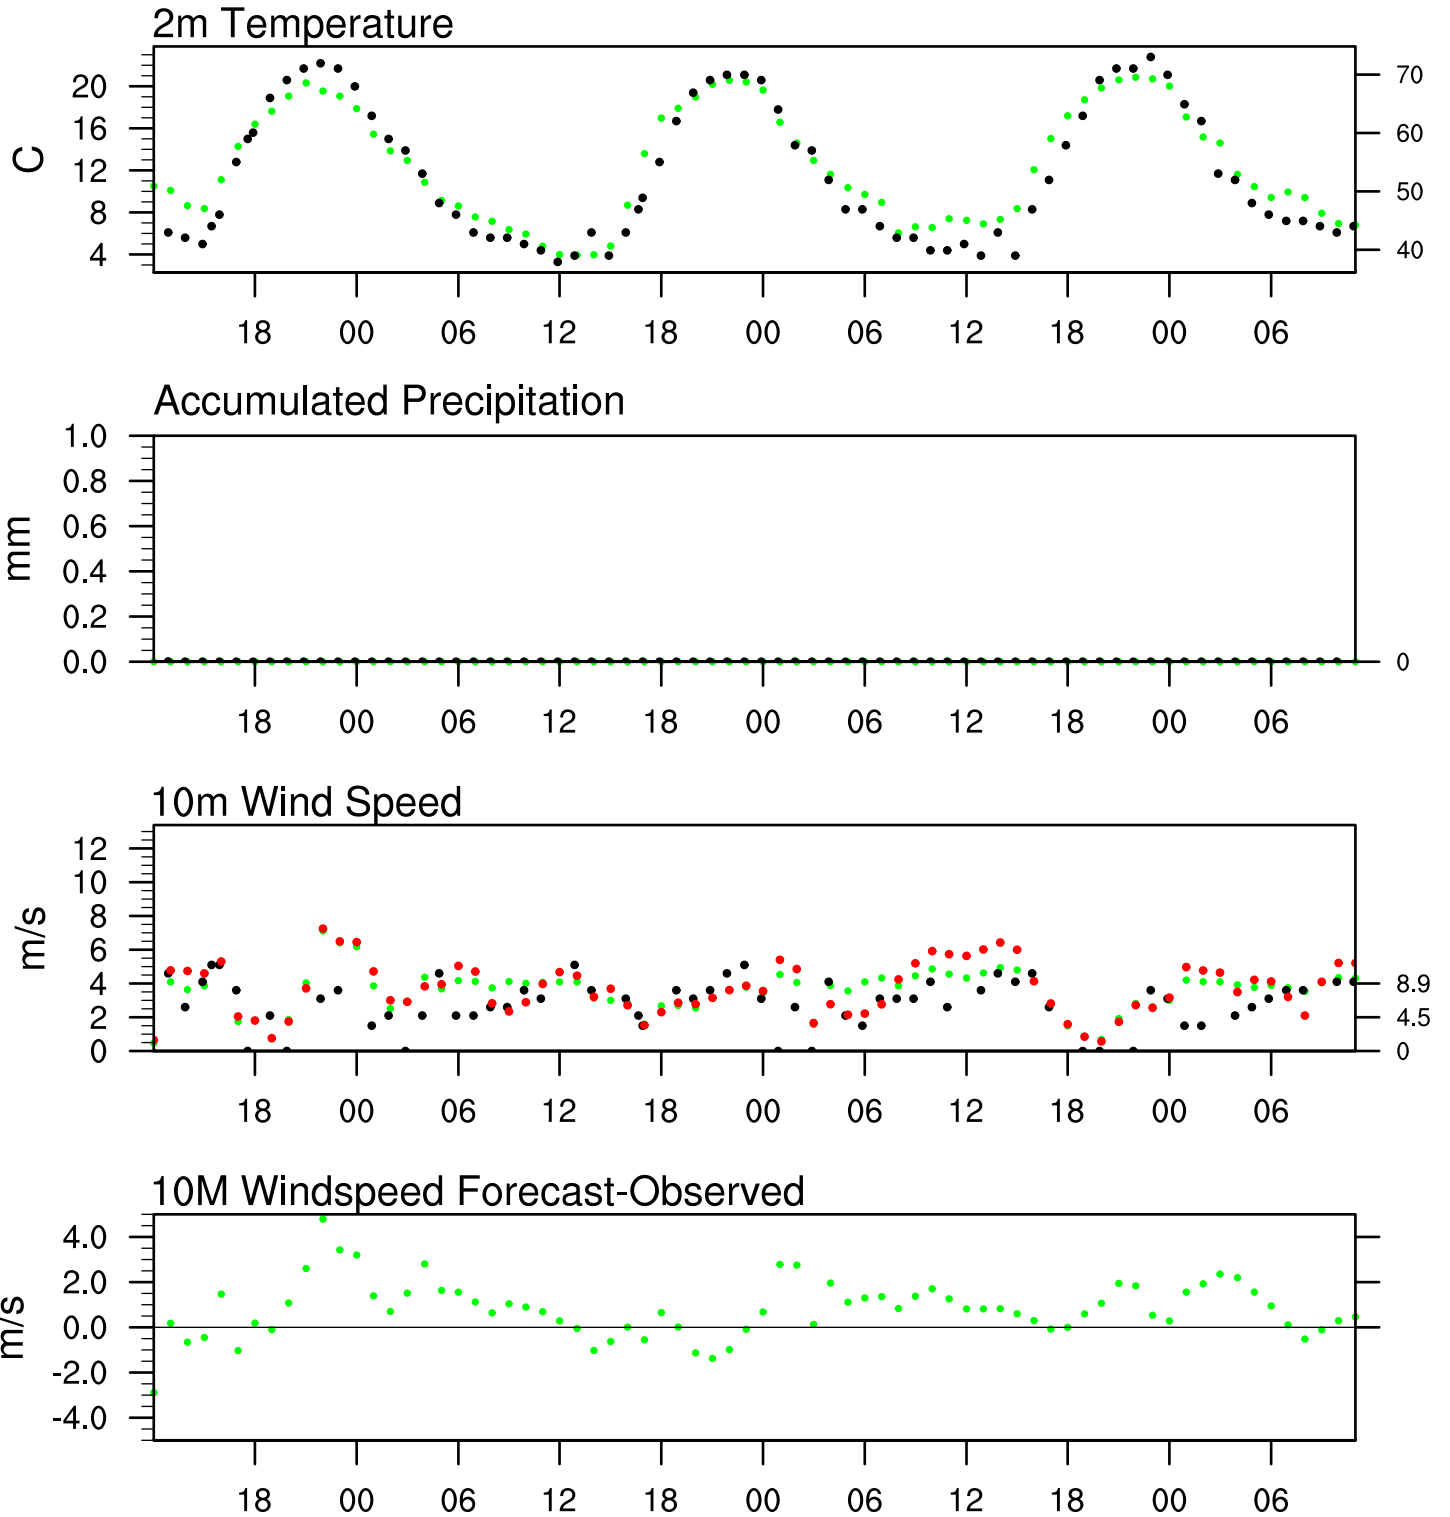 2m Temperature
20
16
12
8
4
C
70
60
50
40
18 00 06 12 18 00 06 12 18 00 06
Accumulated Precipitation
1.0
0.8
0.6
0.4
0.2
0.0
mm
0
18 00 06 12 18 00 06 12 18 00 06
10m Wind Speed
12
10
8
6
4
2
0
m/s
8.9
4.5
0
18 00 06 12 18 00 06 12 18 00 06
10M Windspeed Forecast-Observed
4.0
2.0
0.0
-2.0
-4.0
m/s
18 00 06 12 18 00 06 12 18 00 06